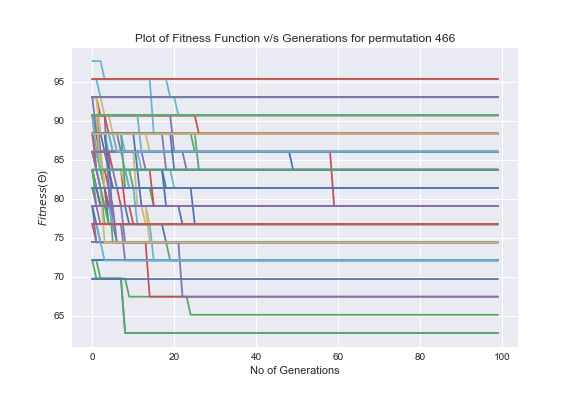 Plot of Fitness Function v/s Generations for permutation 466
Fitness(Θ)
95
90
85
80
75
70
65
0 20 40 60 80 100
No of Generations